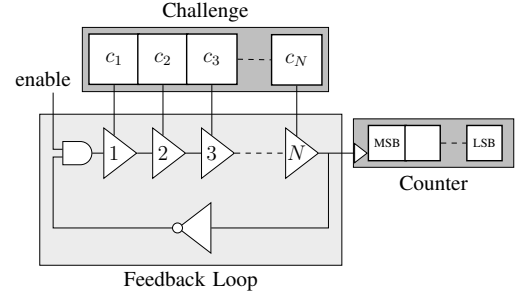 Challenge
c1 c2 c3 cN
enable
1 2 3 N
MSB LSB
Counter
Feedback Loop